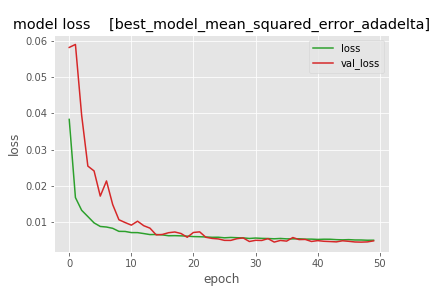 model loss    [best_model_mean_squared_error_adadelta]
loss
val_loss
0.06
0.05
0.04
0.03
0.02
0.01
loss
0 10 20 30 40 50
epoch